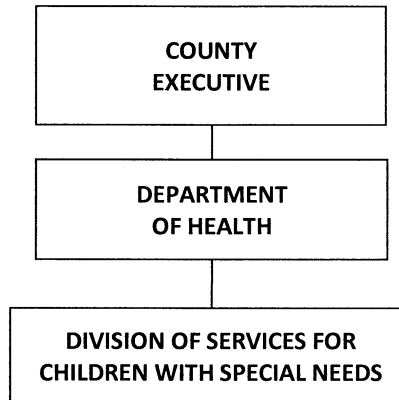 COUNTY
EXECUTIVE
DEPARTMENT
OF HEALTH
DIVISION OF SERVICES FOR
CHILDREN WITH SPECIAL NEEDS